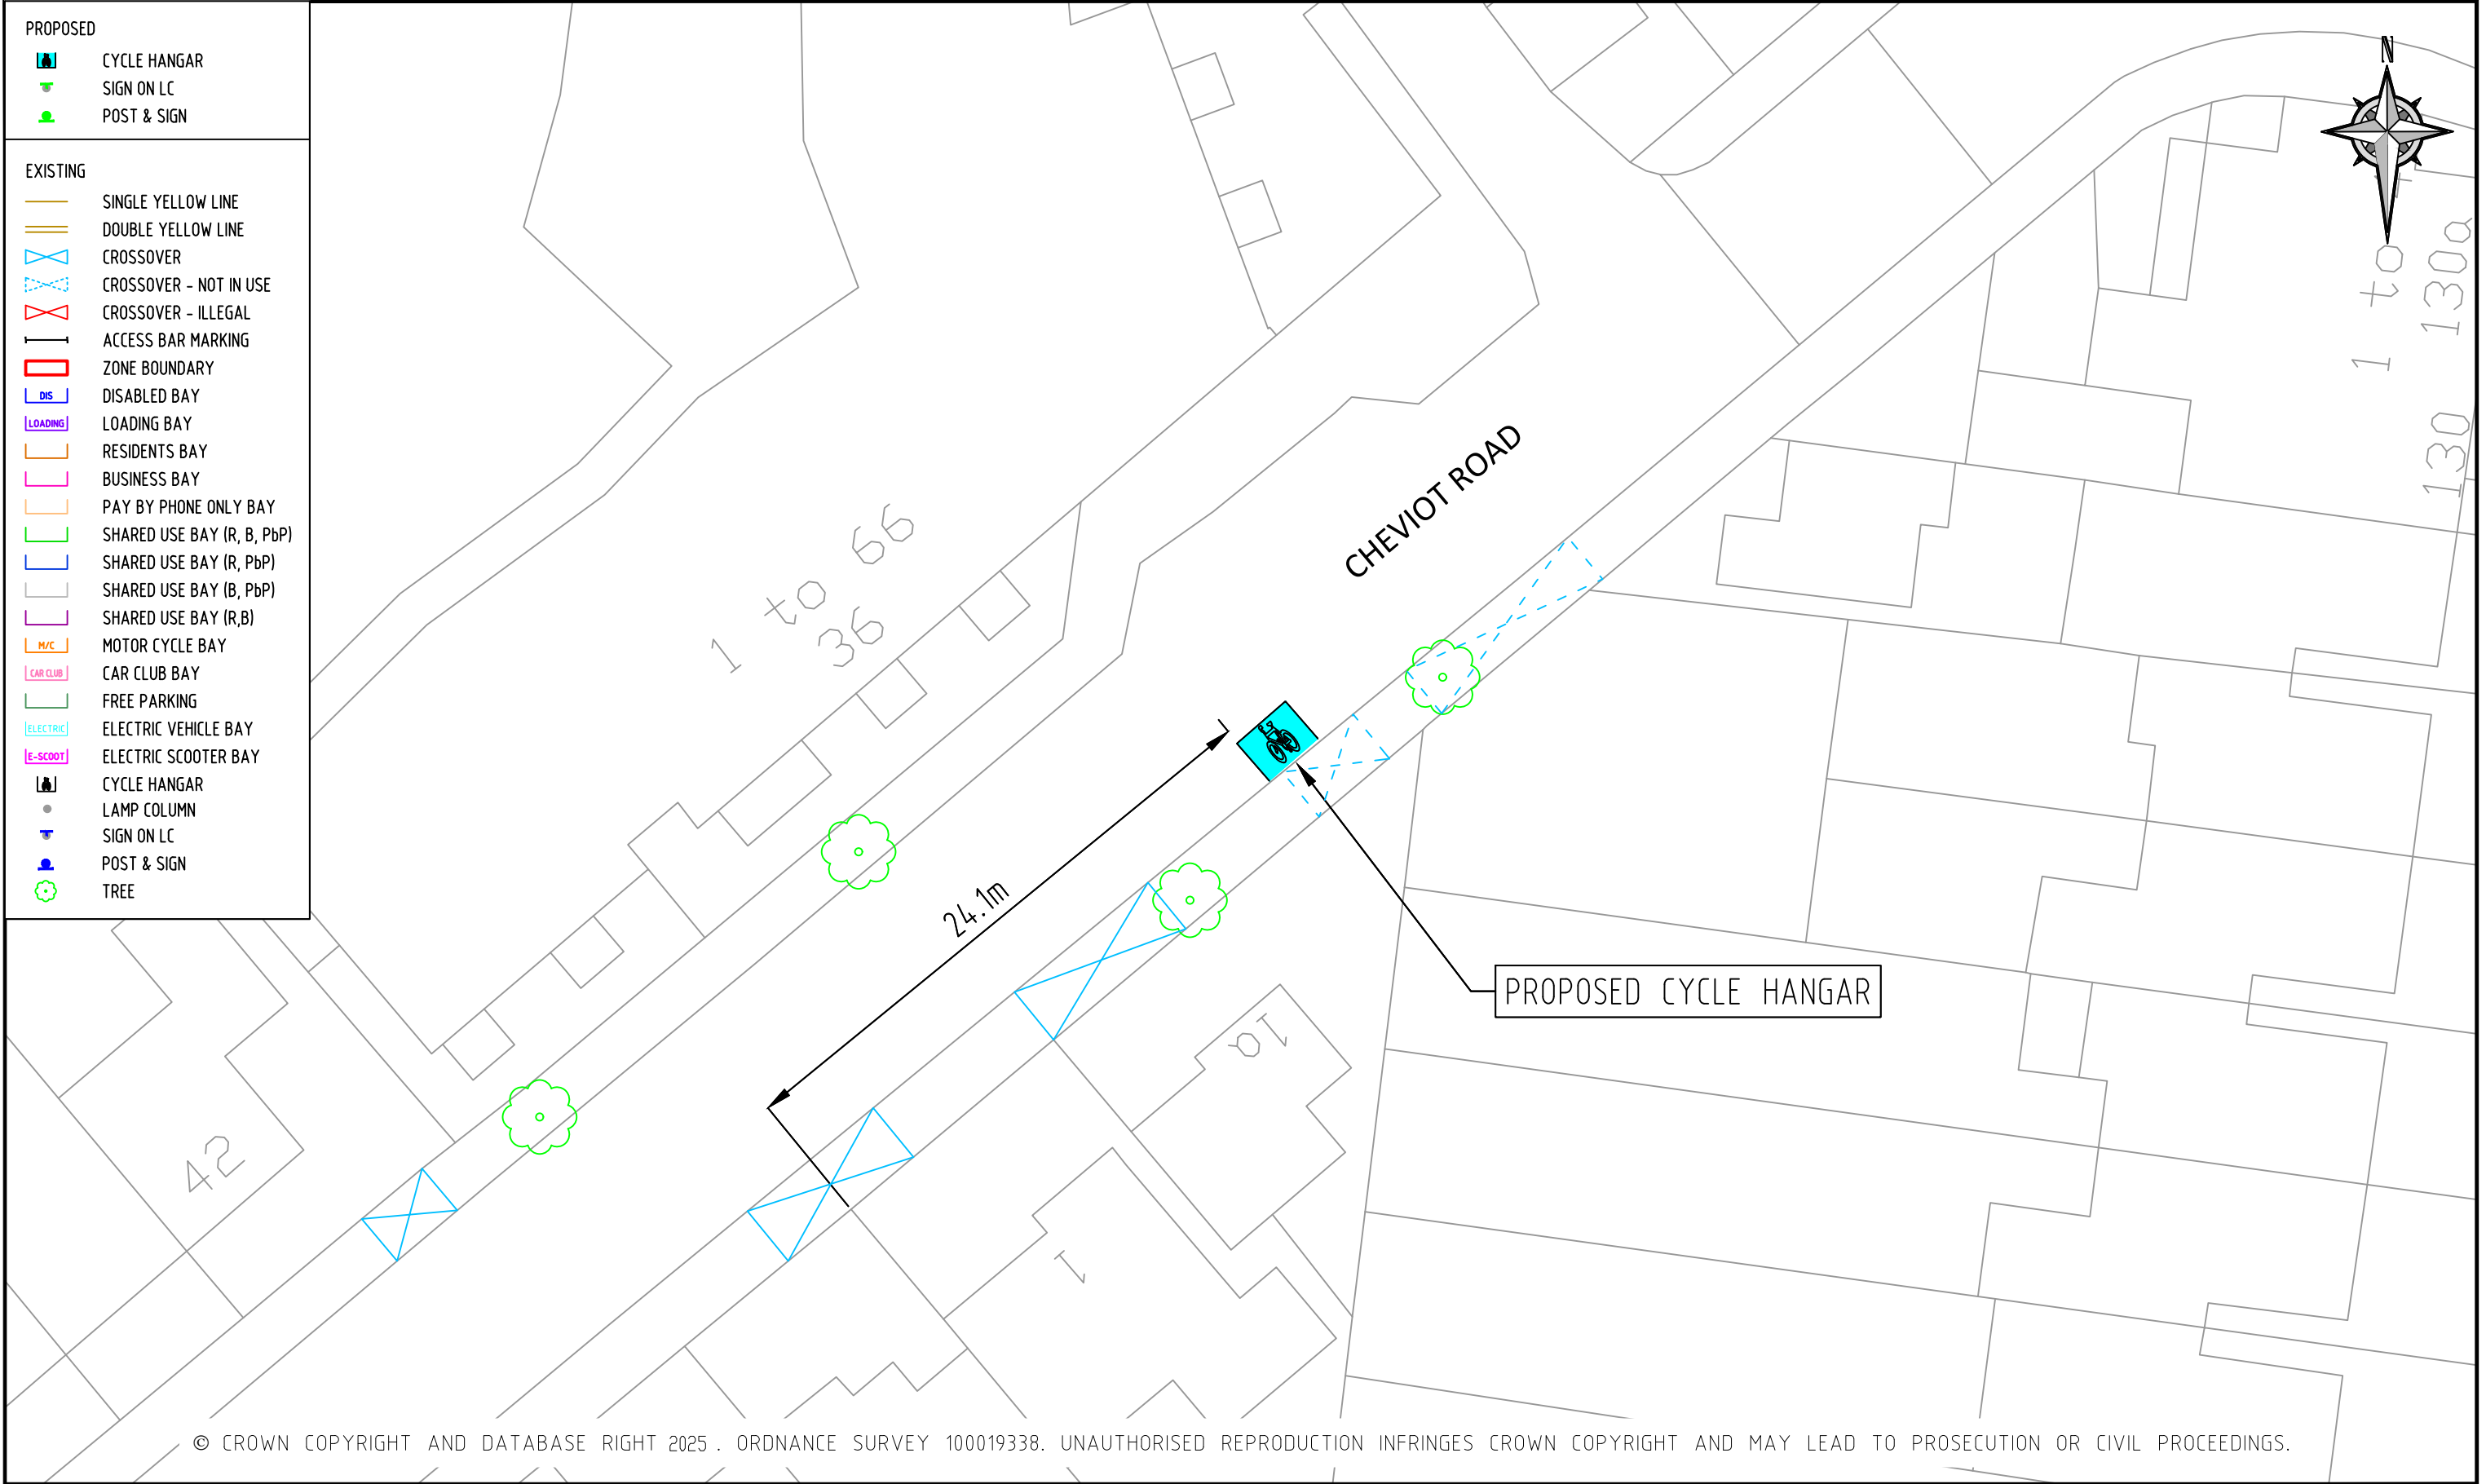 PROPOSED
CYCLE HANGAR
SIGN ON LC
POST & SIGN
EXISTING
SINGLE YELLOW LINE
DOUBLE YELLOW LINE
CROSSOVER
CROSSOVER - NOT IN USE
CROSSOVER - ILLEGAL
ACCESS BAR MARKING
ZONE BOUNDARY
DIS DISABLED BAY
LOADING LOADING BAY
RESIDENTS BAY
BUSINESS BAY
PAY BY PHONE ONLY BAY
SHARED USE BAY (R, B, PbP)
SHARED USE BAY (R, PbP)
SHARED USE BAY (B, PbP)
SHARED USE BAY (R,B)
M/C MOTOR CYCLE BAY
CAR CLUB CAR CLUB BAY
FREE PARKING
ELECTRIC ELECTRIC VEHICLE BAY
E-SCOOT ELECTRIC SCOOTER BAY
CYCLE HANGAR
LAMP COLUMN
SIGN ON LC
POST & SIGN
TREE
N
CHEVIOT ROAD
1 to
36 66
24.1m
PROPOSED CYCLE HANGAR
42
1
© CROWN COPYRIGHT AND DATABASE RIGHT 2025 . ORDNANCE SURVEY 100019338. UNAUTHORISED REPRODUCTION INFRINGES CROWN COPYRIGHT AND MAY LEAD TO PROSECUTION OR CIVIL PROCEEDINGS.